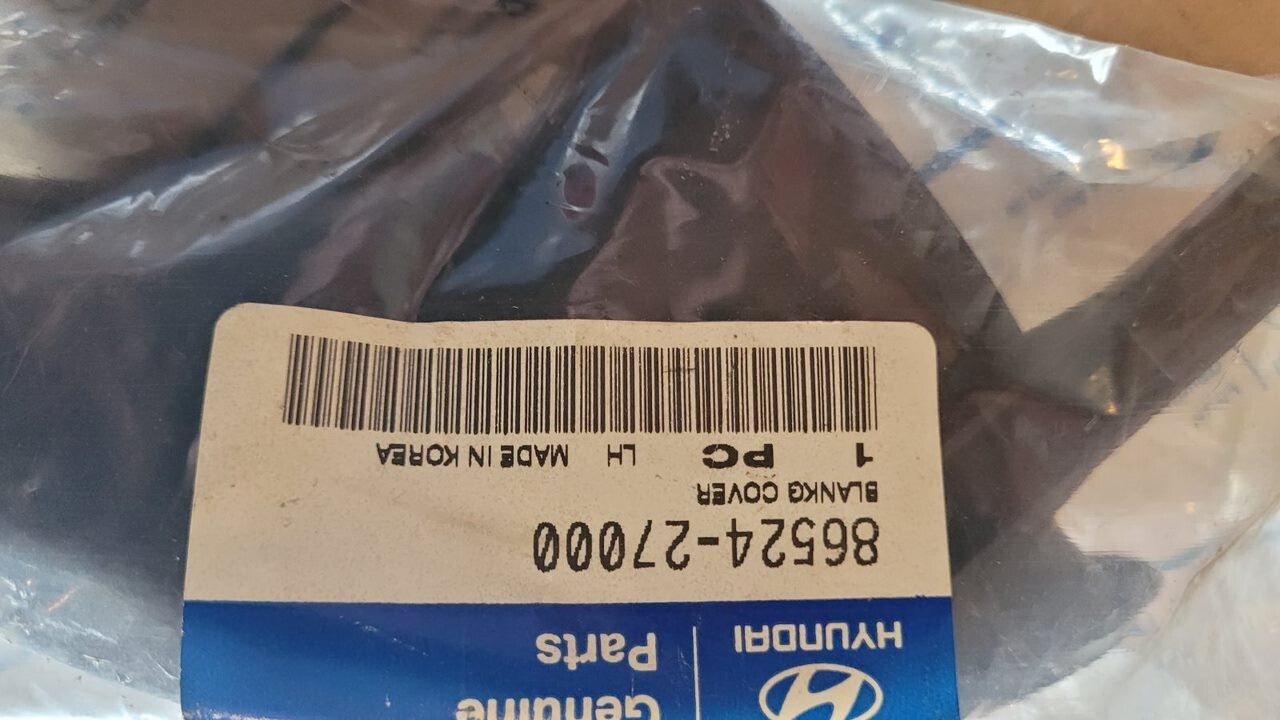 Genuine
HYUNDAI Parts
86524-27000
BLANKG COVER
1 PC LH MADE IN KOREA